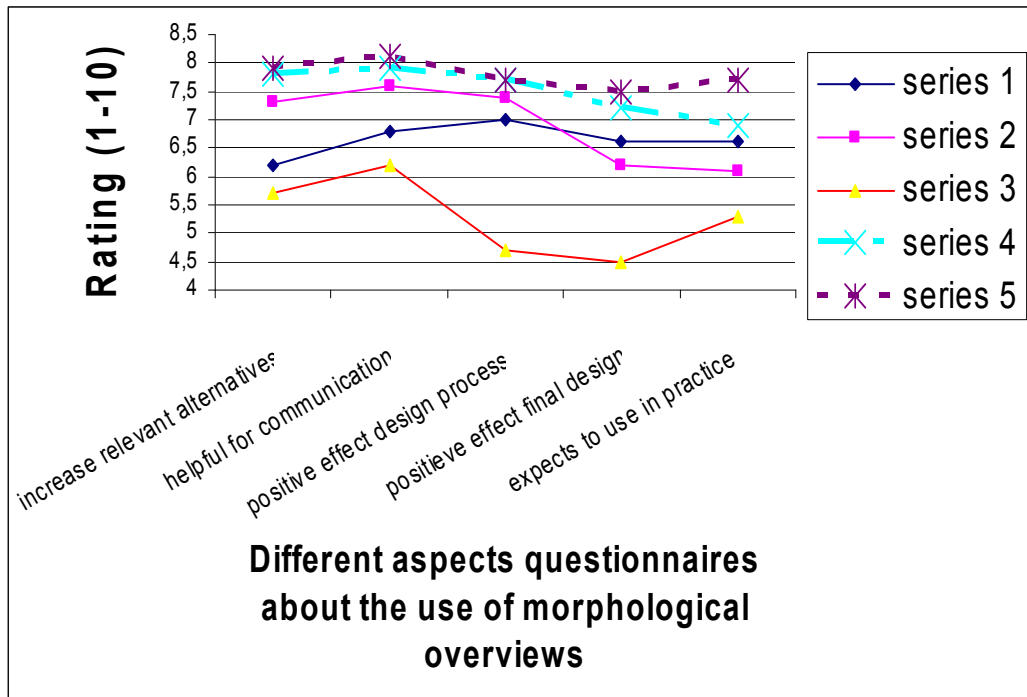 Rating (1-10)
8,5
8
7,5
7
6,5
6
5,5
5
4,5
4
increase relevant alternatives
helpful for communication
positive effect design process
positieve effect final design
expects to use in practice
Different aspects questionnaires
about the use of morphological
overviews
series 1
series 2
series 3
series 4
series 5